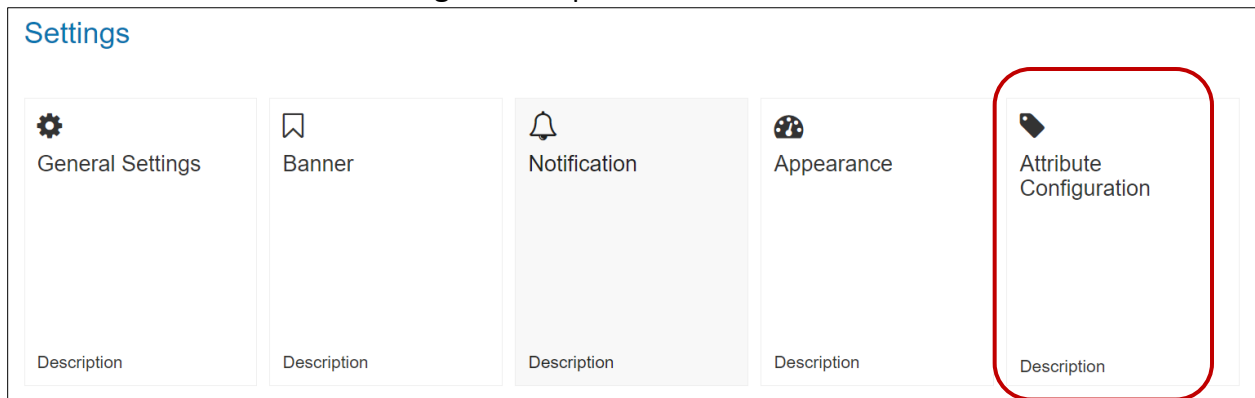 Settings
General Settings
Banner
Notification
Appearance
Attribute
Configuration
Description
Description
Description
Description
Description